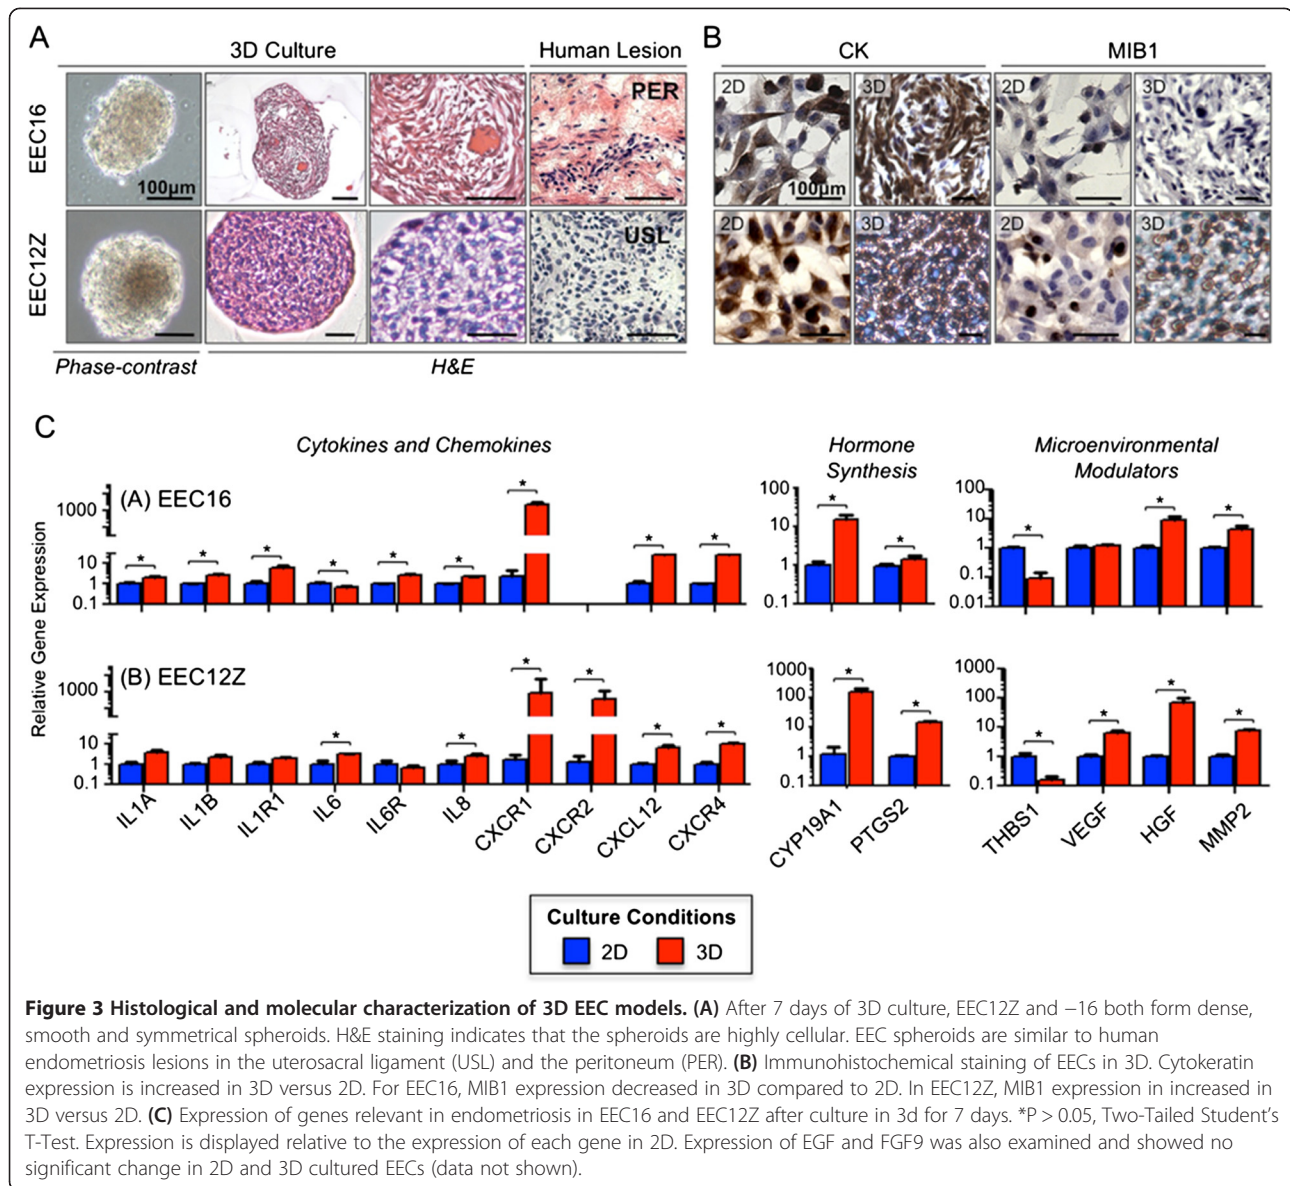 A
3D Culture
Human Lesion
EEC16
100µm
PER
EEC12Z
USL
Phase-contrast
H&E
B
CK
MIB1
2D
3D
2D
3D
100µm
2D
3D
2D
3D
C
Cytokines and Chemokines
Hormone
Synthesis
Microenvironmental
Modulators
Relative Gene Expression
(A) EEC16
1000
10
1
0.1
* * * * * * * * *
100
10
1
0.1
* *
100
10
1
0.1
0.01
* * *
(B) EEC12Z
1000
10
1
0.1
* * * * * *
1000
100
10
1
0.1
* *
1000
100
10
1
0.1
* * * *
IL1A
IL1B
IL1R1
IL6
IL6R
IL8
CXCR1
CXCR2
CXCL12
CXCR4
CYP19A1
PTGS2
THBS1
VEGF
HGF
MMP2
Culture Conditions
2D 3D
Figure 3 Histological and molecular characterization of 3D EEC models. (A) After 7 days of 3D culture, EEC12Z and −16 both form dense,
smooth and symmetrical spheroids. H&E staining indicates that the spheroids are highly cellular. EEC spheroids are similar to human
endometriosis lesions in the uterosacral ligament (USL) and the peritoneum (PER). (B) Immunohistochemical staining of EECs in 3D. Cytokeratin
expression is increased in 3D versus 2D. For EEC16, MIB1 expression decreased in 3D compared to 2D. In EEC12Z, MIB1 expression in increased in
3D versus 2D. (C) Expression of genes relevant in endometriosis in EEC16 and EEC12Z after culture in 3d for 7 days. *P > 0.05, Two-Tailed Student's
T-Test. Expression is displayed relative to the expression of each gene in 2D. Expression of EGF and FGF9 was also examined and showed no
significant change in 2D and 3D cultured EECs (data not shown).